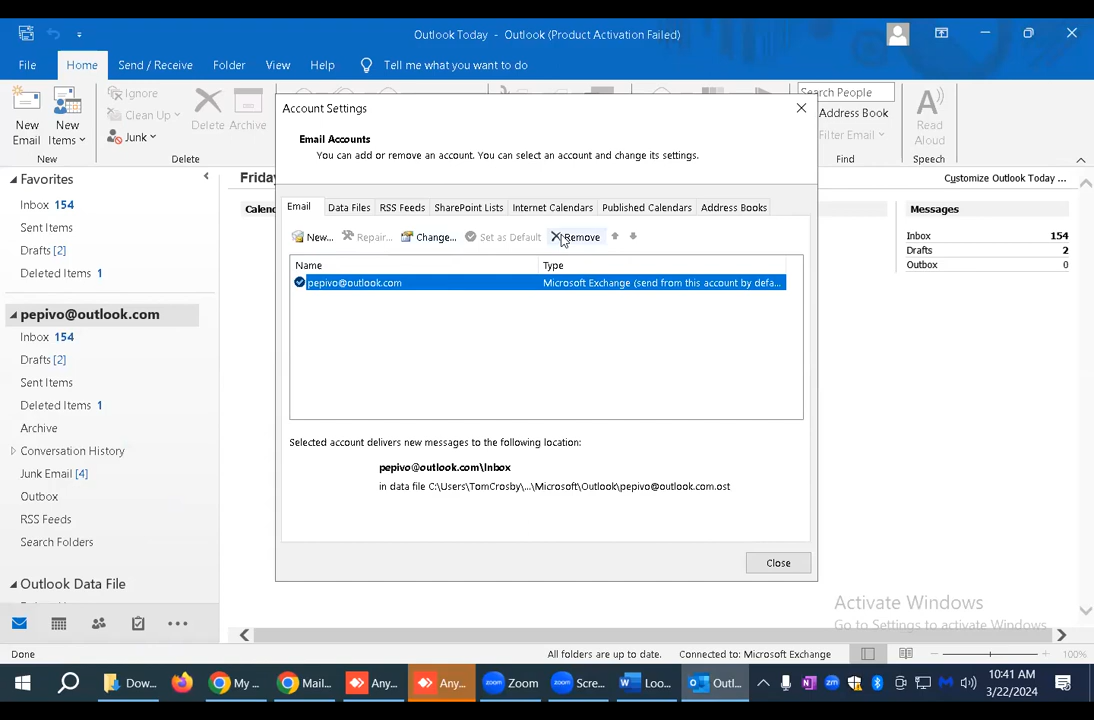 Outlook Today - Outlook (Product Activation Failed)
File Home Send / Receive Folder View Help Tell me what you want to do
New Email
New Items
Ignore
Clean Up
Junk
Delete Archive
Search People
Address Book
Filter Email
Read Aloud
New Delete Find Speech
Account Settings
Email Accounts
You can add or remove an account. You can select an account and change its settings.
Email Data Files RSS Feeds SharePoint Lists Internet Calendars Published Calendars Address Books
New... Repair... Change... Set as Default Remove
Name Type
pepivo@outlook.com Microsoft Exchange (send from this account by defa...
Selected account delivers new messages to the following location:
pepivo@outlook.com\Inbox
in data file C:\Users\TomCrosby\...\Microsoft\Outlook\pepivo@outlook.com.ost
Close
Favorites
Inbox 154
Sent Items
Drafts [2]
Deleted Items 1
pepivo@outlook.com
Inbox 154
Drafts [2]
Sent Items
Deleted Items 1
Archive
Conversation History
Junk Email [4]
Outbox
RSS Feeds
Search Folders
Outlook Data File
Friday
Calen
Customize Outlook Today ...
Messages
Inbox 154
Drafts 2
Outbox 0
Activate Windows
Go to Settings to activate Windows.
Done All folders are up to date. Connected to: Microsoft Exchange 100%
Dow... My ... Mail... Any... Any... Zoom Scre... Loo... Outl...
10:41 AM
3/22/2024